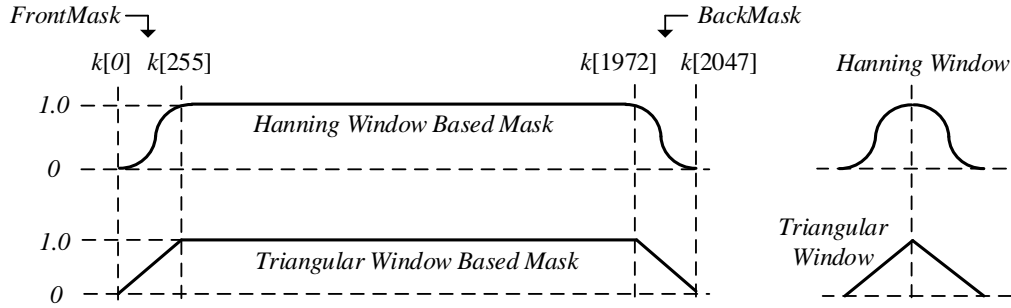 FrontMask
BackMask
k[0] k[255]
k[1972] k[2047]
Hanning Window
1.0
Hanning Window Based Mask
0
1.0
Triangular Window Based Mask
0
Triangular
Window